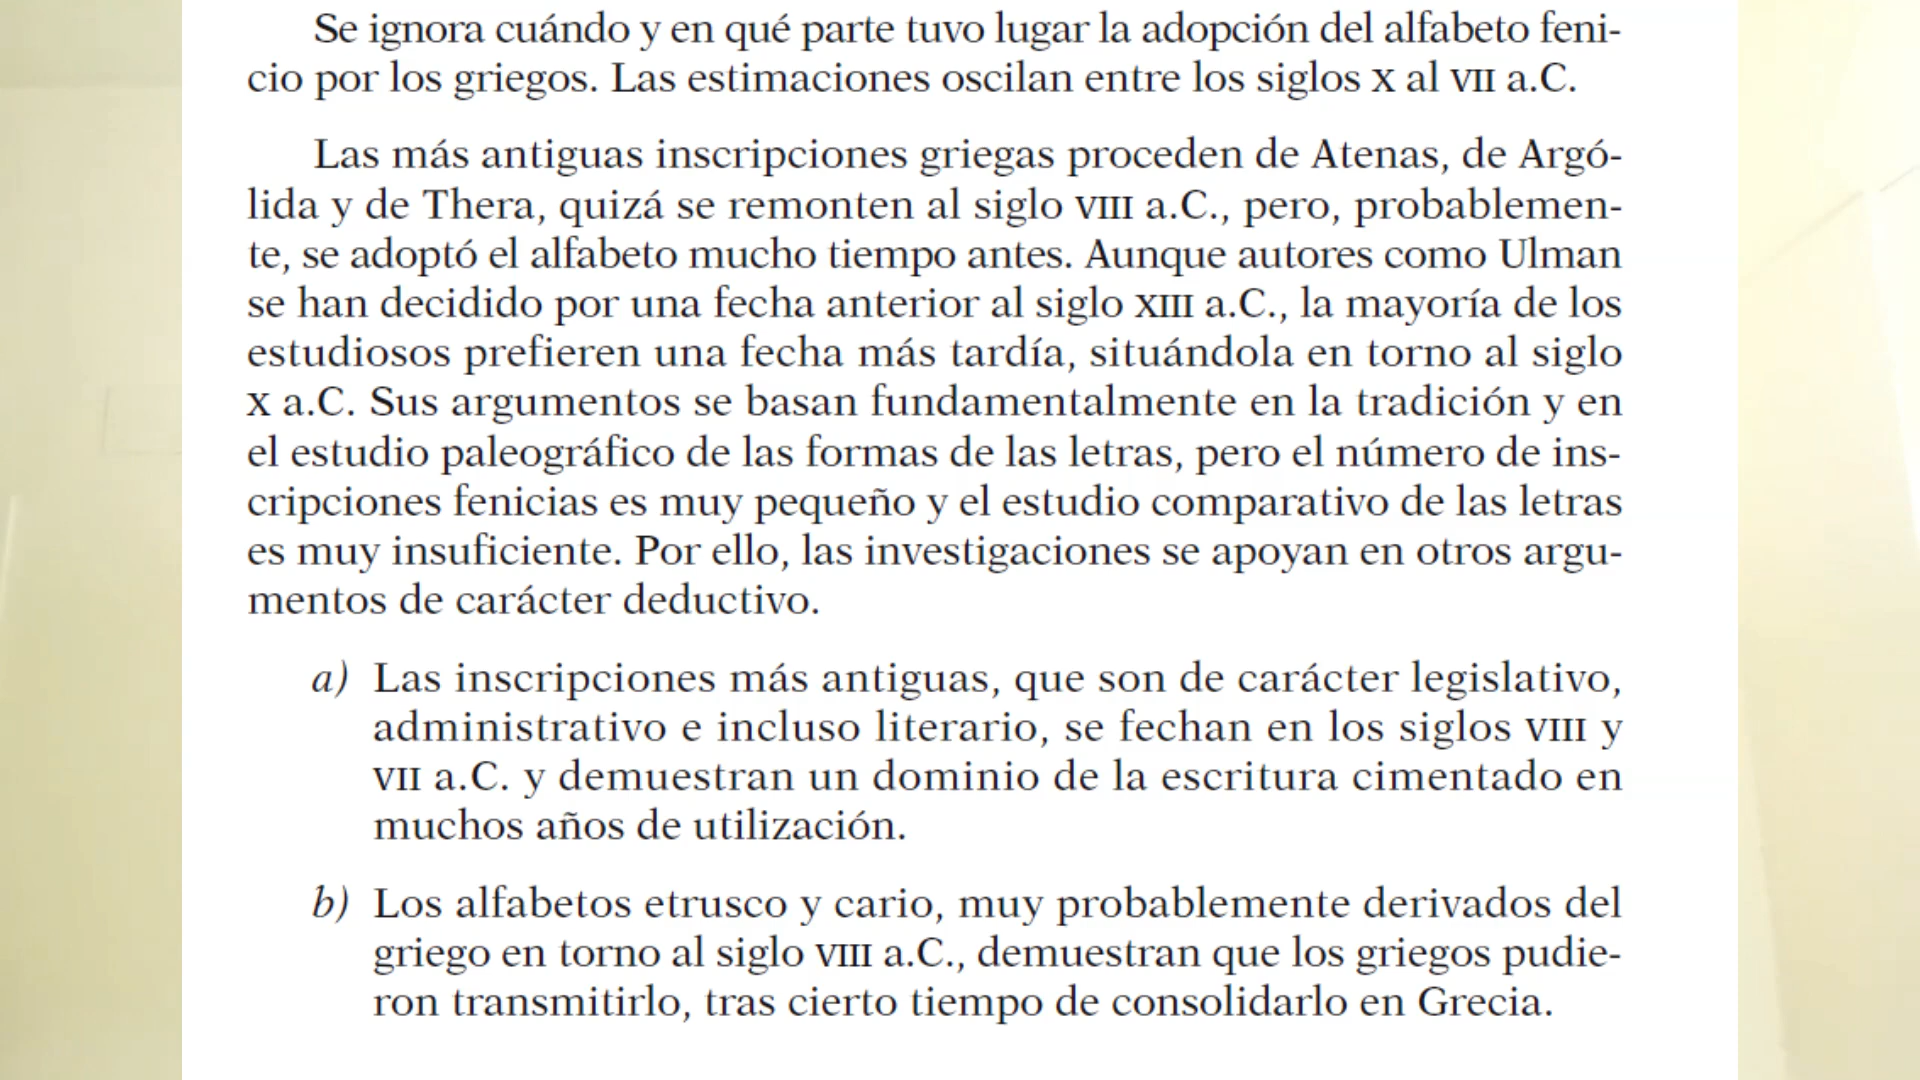 Se ignora cuándo y en qué parte tuvo lugar la adopción del alfabeto feni-
cio por los griegos. Las estimaciones oscilan entre los siglos X al VII a.C.
Las más antiguas inscripciones griegas proceden de Atenas, de Argó-
lida y de Thera, quizá se remonten al siglo VIII a.C., pero, probablemen-
te, se adoptó el alfabeto mucho tiempo antes. Aunque autores como Ulman
se han decidido por una fecha anterior al siglo XIII a.C., la mayoría de los
estudiosos prefieren una fecha más tardía, situándola en torno al siglo
X a.C. Sus argumentos se basan fundamentalmente en la tradición y en
el estudio paleográfico de las formas de las letras, pero el número de ins-
cripciones fenicias es muy pequeño y el estudio comparativo de las letras
es muy insuficiente. Por ello, las investigaciones se apoyan en otros argu-
mentos de carácter deductivo.
a) Las inscripciones más antiguas, que son de carácter legislativo,
administrativo e incluso literario, se fechan en los siglos VIII y
VII a.C. y demuestran un dominio de la escritura cimentado en
muchos años de utilización.
b) Los alfabetos etrusco y cario, muy probablemente derivados del
griego en torno al siglo VIII a.C., demuestran que los griegos pudie-
ron transmitirlo, tras cierto tiempo de consolidarlo en Grecia.